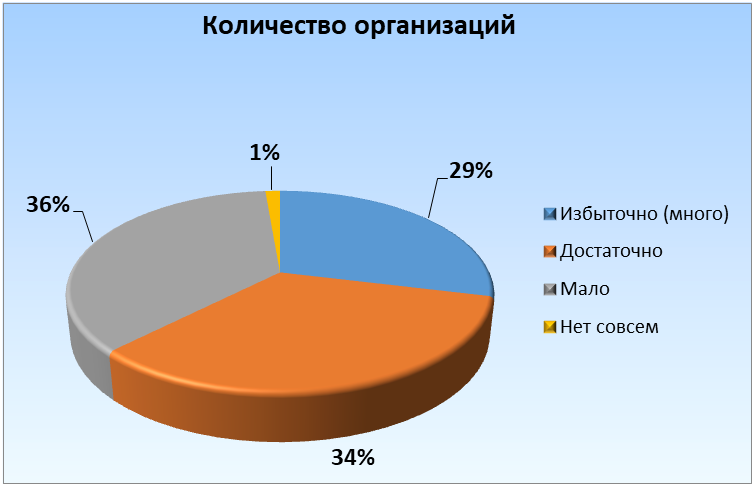 Количество организаций
1%
29%
36%
34%
Избыточно (много)
Достаточно
Мало
Нет совсем